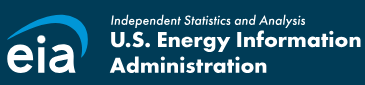 eia
Independent Statistics and Analysis
U.S. Energy Information
Administration